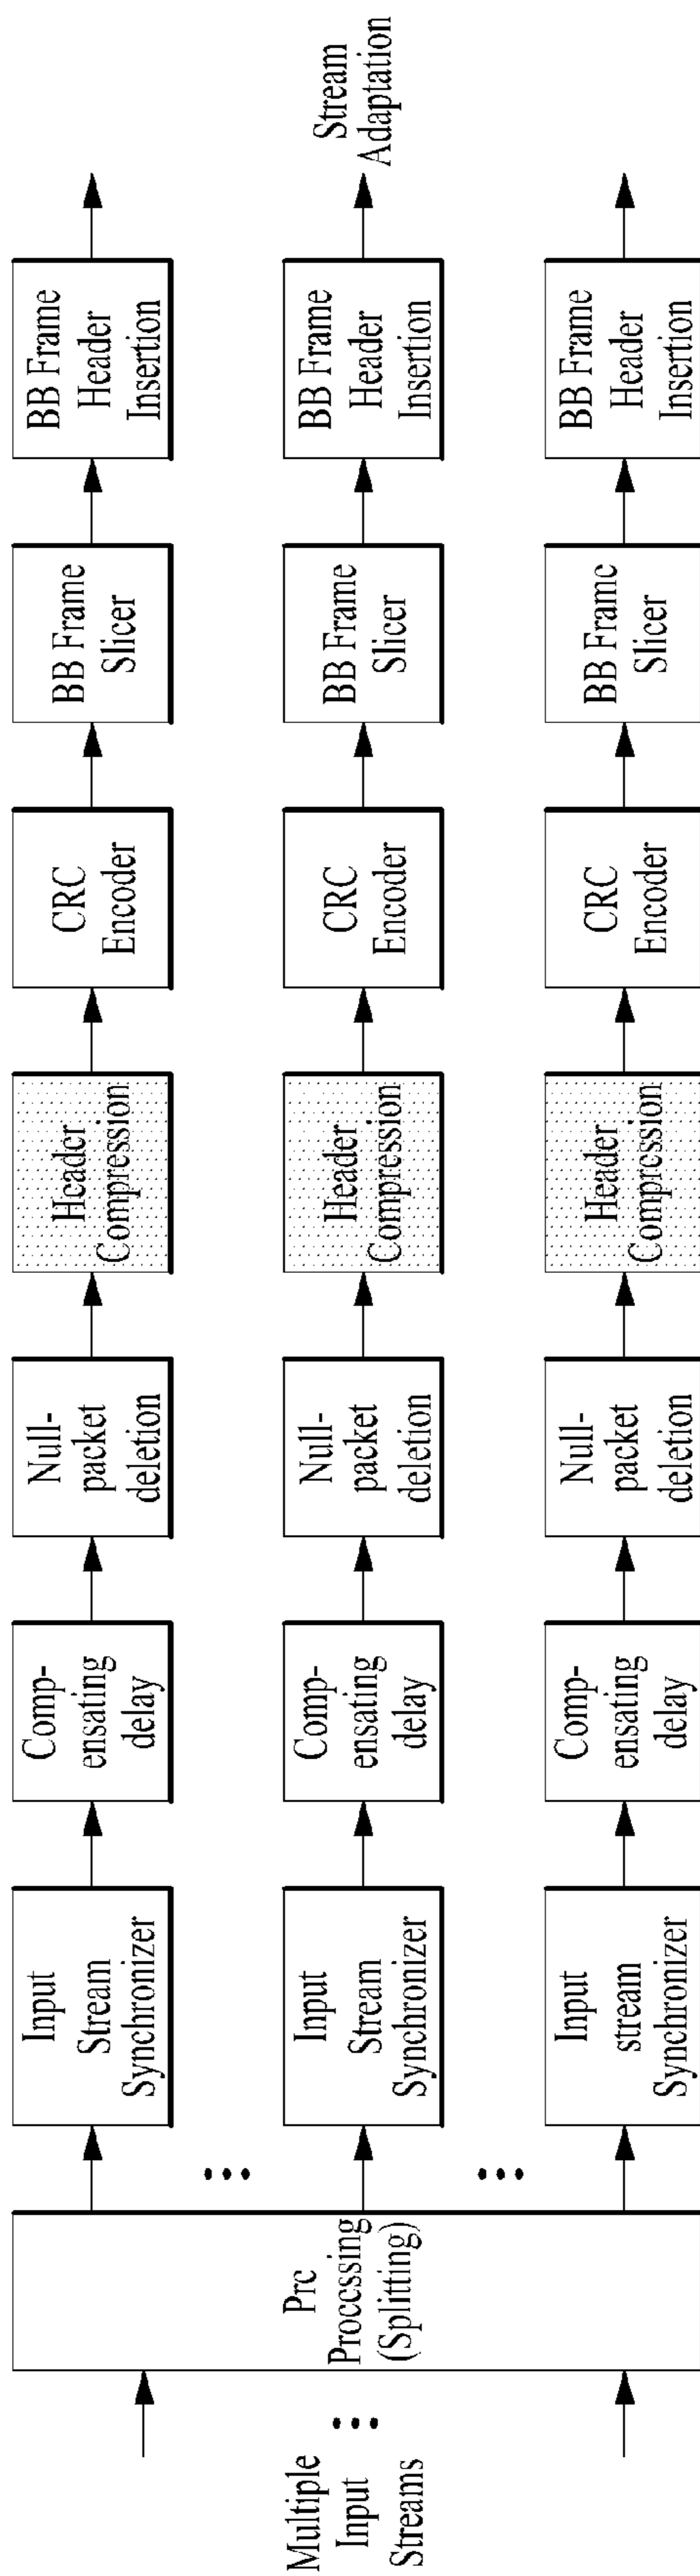 Multiple
Input
Streams
Pre
Processing
(Splitting)
Input
Stream
Synchronizer
Comp-
ensating
delay
Null-
packet
deletion
Header
Compression
CRC
Encoder
BB Frame
Slicer
BB Frame
Header
Insertion
Input
Stream
Synchronizer
Comp-
ensating
delay
Null-
packet
deletion
Header
Compression
CRC
Encoder
BB Frame
Slicer
BB Frame
Header
Insertion
Stream
Adaptation
Input
stream
Synchronizer
Comp-
ensating
delay
Null-
packet
deletion
Header
Compression
CRC
Encoder
BB Frame
Slicer
BB Frame
Header
Insertion